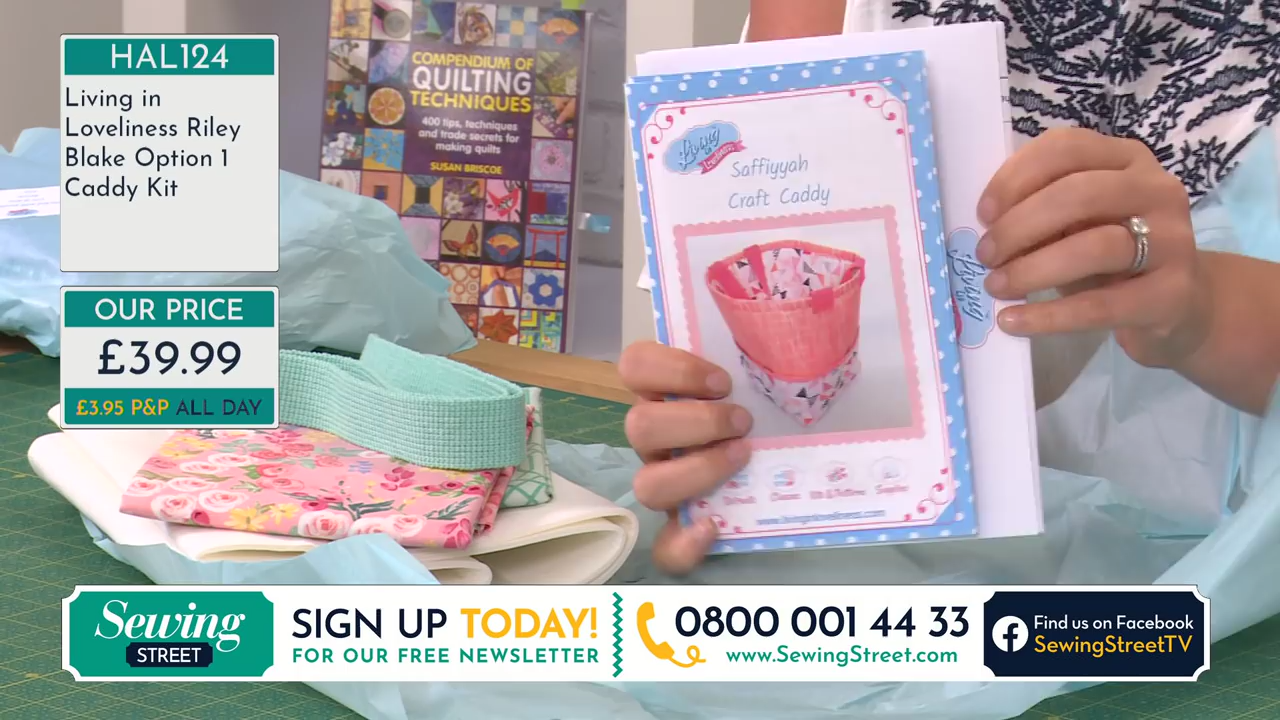 HAL124
Living in
Loveliness Riley
Blake Option 1
Caddy Kit
OUR PRICE
£39.99
£3.95 P&P ALL DAY
COMPENDIUM OF
QUILTING
TECHNIQUES
400 tips, techniques
and trade secrets for
making quilts
SUSAN BRISCOE
Living
in
Loveliness
Saffiyyah
Craft Caddy
Living
Sewing
STREET
SIGN UP TODAY!
FOR OUR FREE NEWSLETTER
0800 001 44 33
www.SewingStreet.com
Find us on Facebook
SewingStreetTV